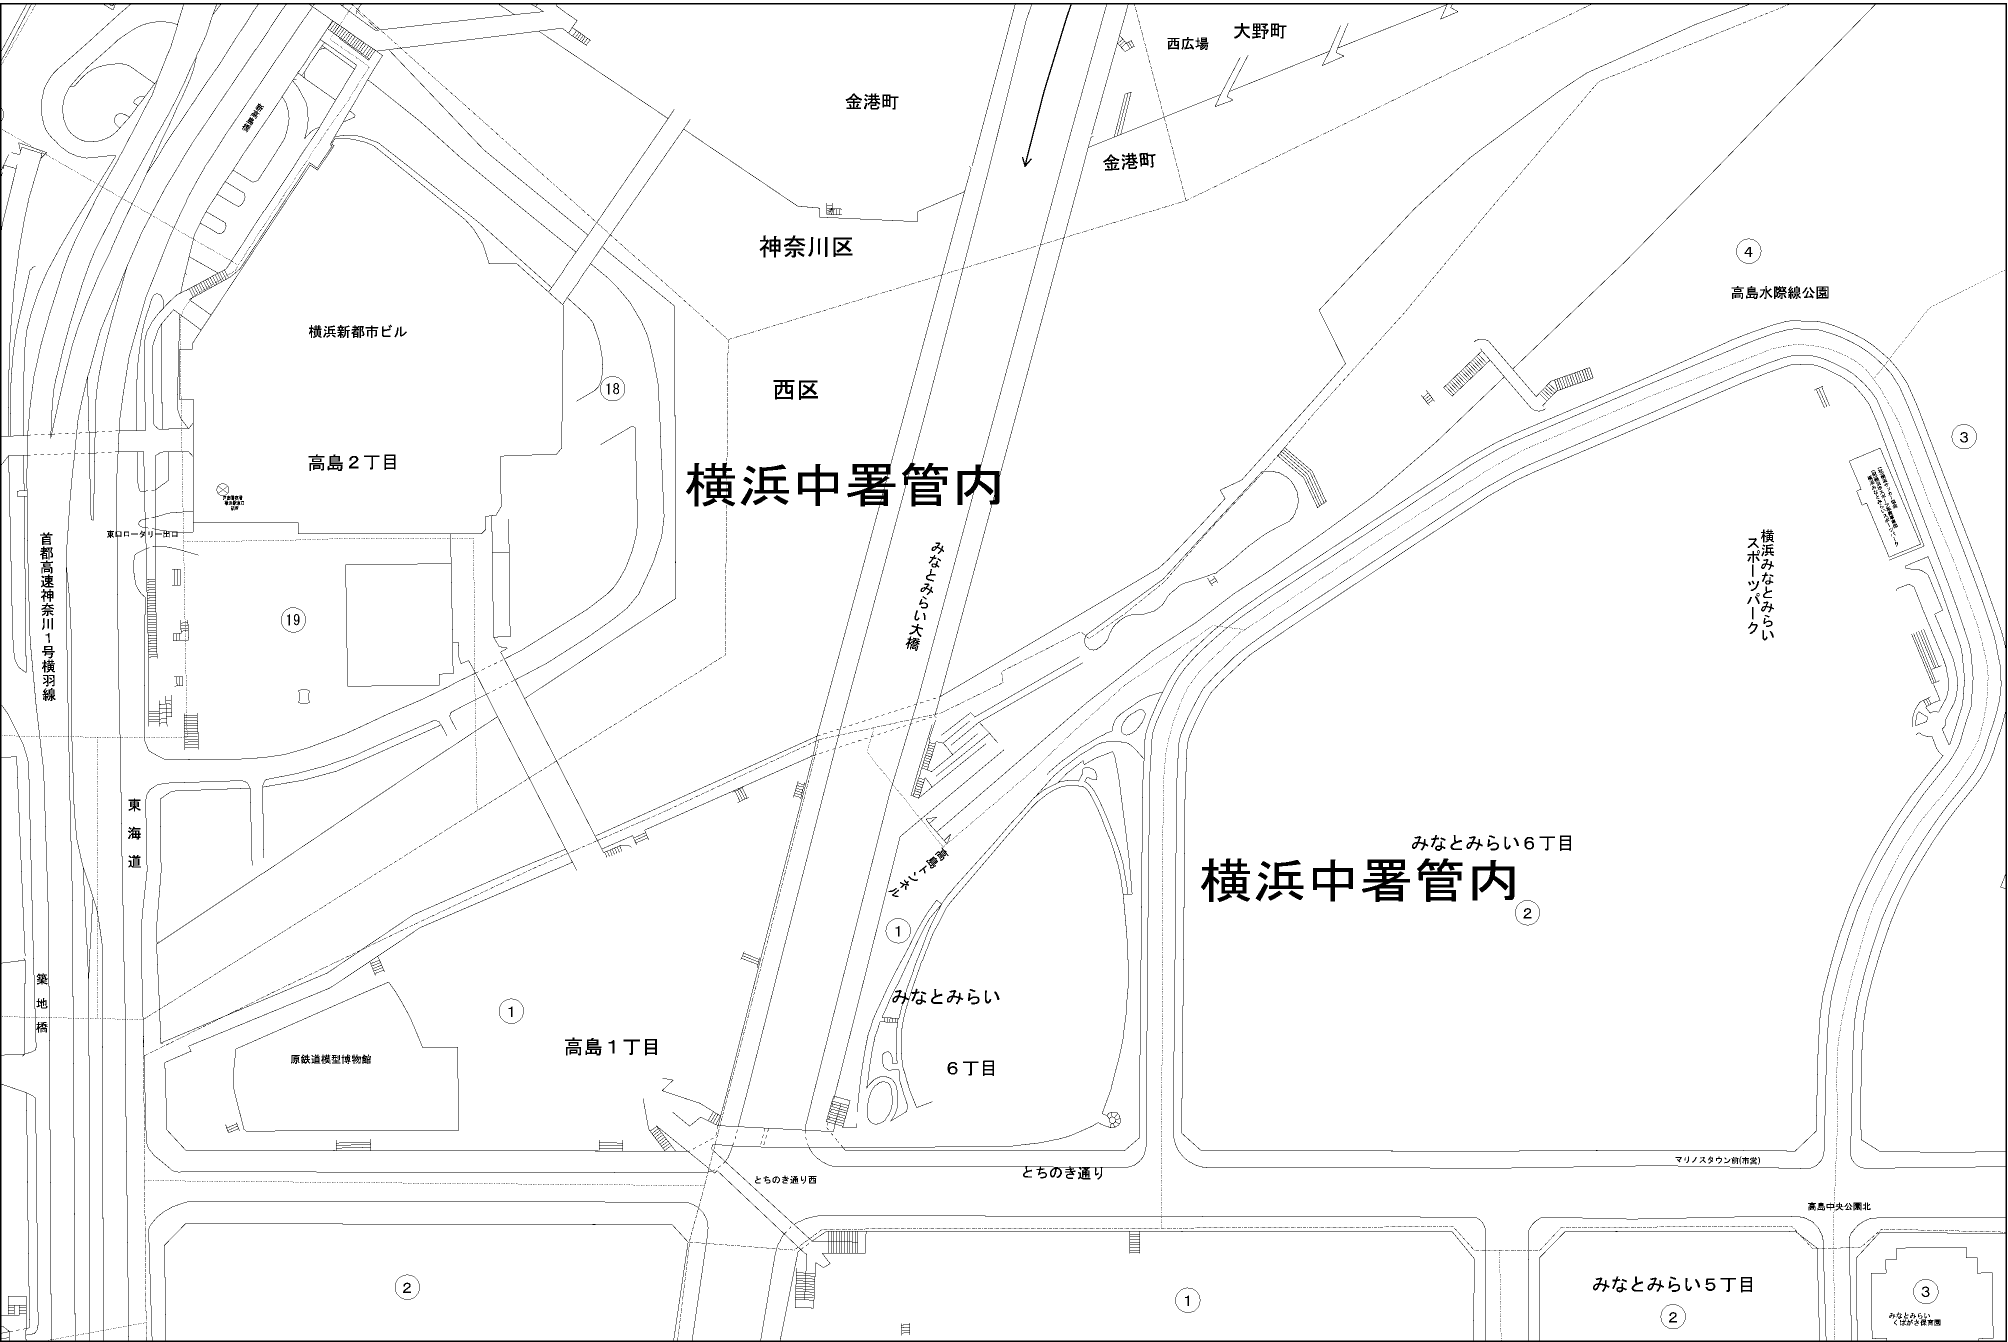 西広場
大野町
金港町
金港町
神奈川区
④
高島水際線公園
横浜新都市ビル
⑱
西区
③
高島２丁目
横浜中署管内
東口ロータリー出口
首都高速神奈川１号横羽線
みなとみらい大橋
横浜みなとみらい
スポーツパーク
⑲
東海道
みなとみらい６丁目
高島トンネル
横浜中署管内
②
①
築地橋
みなとみらい
６丁目
①
高島１丁目
原鉄道模型博物館
とちのき通り
とちのき通り西
マリノスタウン前(市営)
高島中央公園北
②
①
みなとみらい５丁目
②
③
みなとみらい
くばがさ保育園